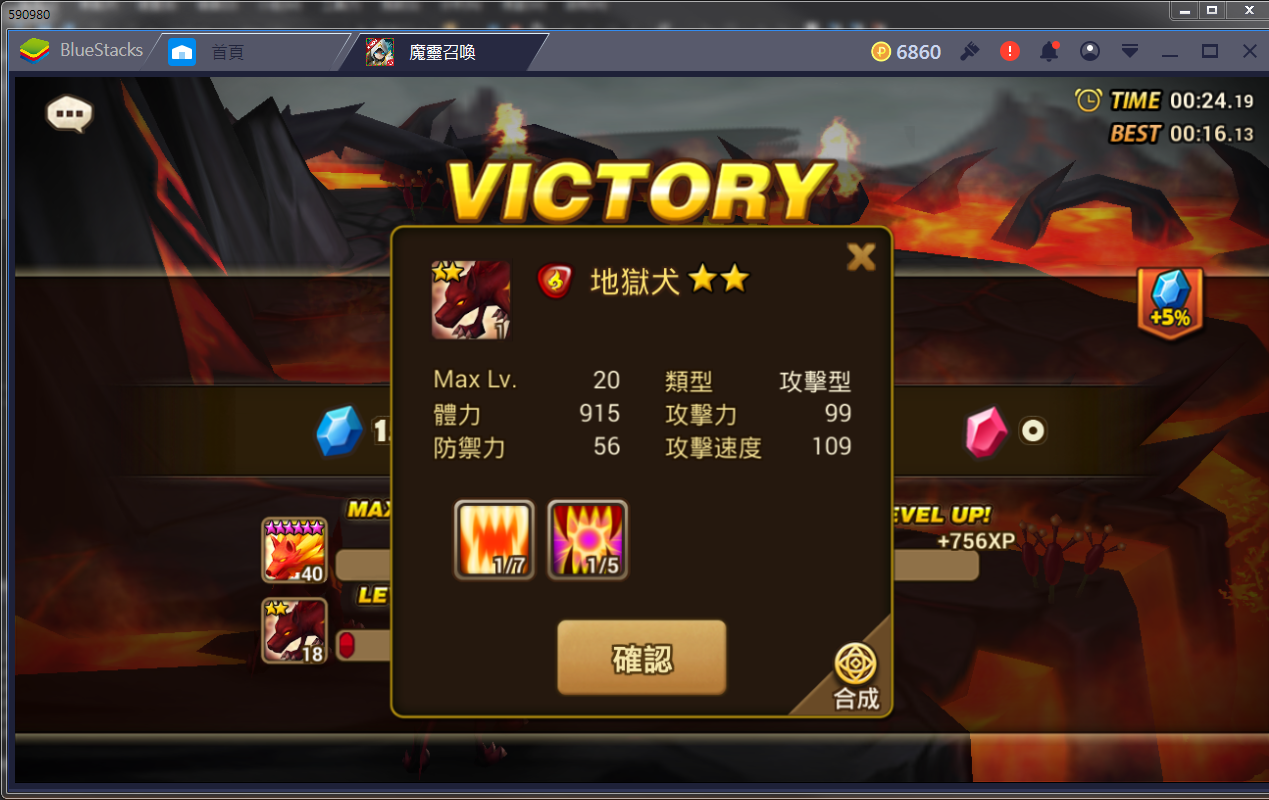 590980
BlueStacks
首頁
魔靈召喚
6860
TIME 00:24.19
BEST 00:16.13
VICTORY
地獄犬
+5%
Max Lv. 20 類型 攻擊型
體力 915 攻擊力 99
防禦力 56 攻擊速度 109
0
MAX
EVEL UP!
+756XP
40
1/7
1/5
LE
18
確認
合成